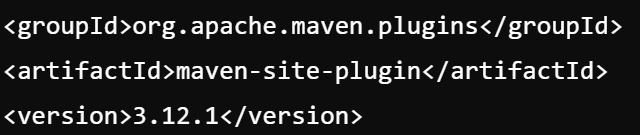 <groupId>org.apache.maven.plugins</groupId>
<artifactId>maven-site-plugin</artifactId>
<version>3.12.1</version>